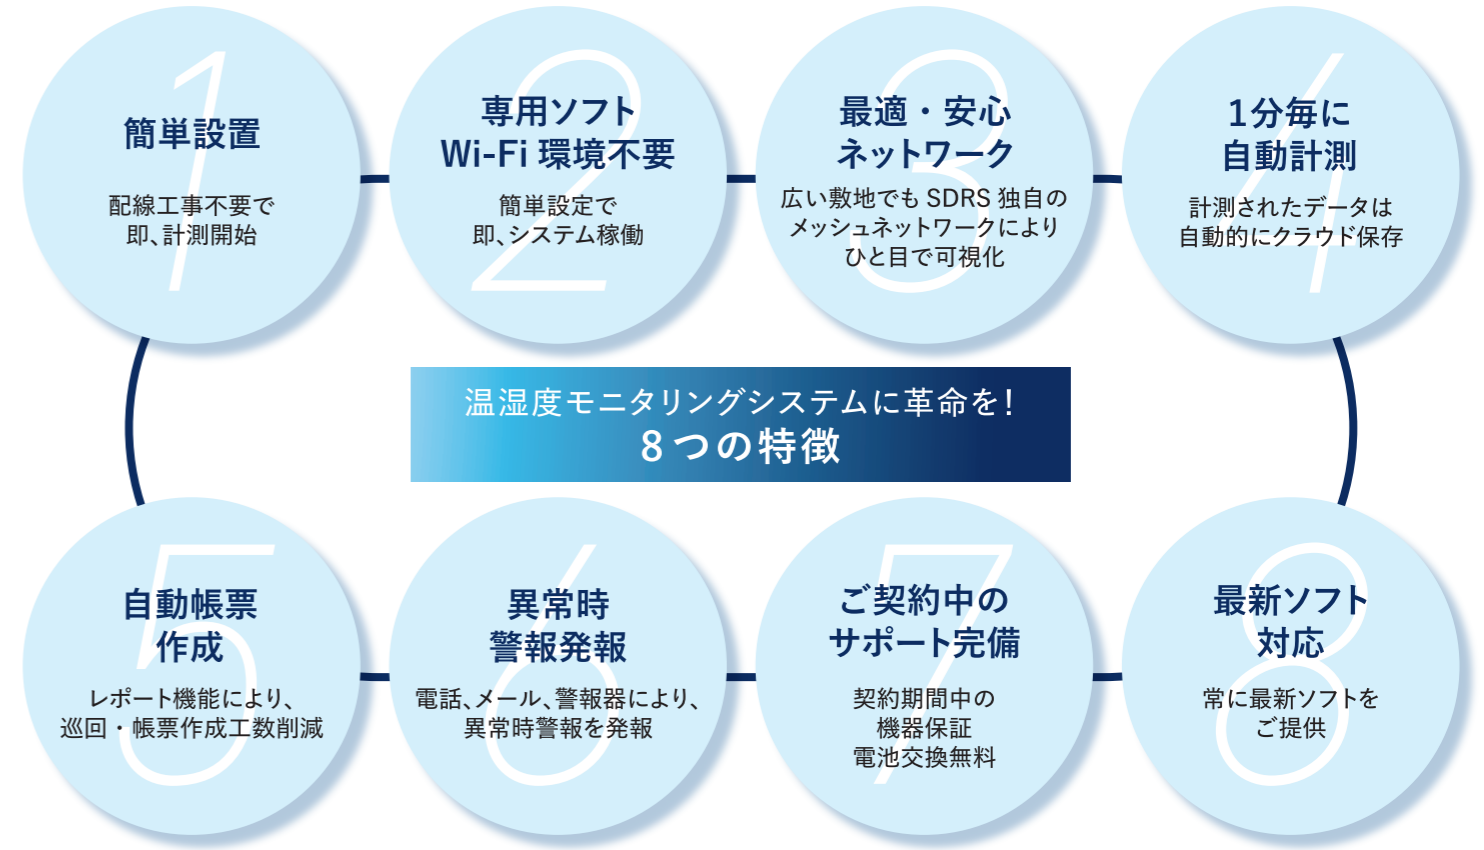 1
簡単設置
配線工事不要で
即、計測開始
2
専用ソフト
Wi-Fi 環境不要
簡単設定で
即、システム稼働
3
最適・安心
ネットワーク
広い敷地でも SDRS 独自の
メッシュネットワークにより
ひと目で可視化
4
1分毎に
自動計測
計測されたデータは
自動的にクラウド保存
温湿度モニタリングシステムに革命を!
8つの特徴
5
自動帳票
作成
レポート機能により、
巡回・帳票作成工数削減
6
異常時
警報発報
電話、メール、警報器により、
異常時警報を発報
7
ご契約中の
サポート完備
契約期間中の
機器保証
電池交換無料
8
最新ソフト
対応
常に最新ソフトを
ご提供